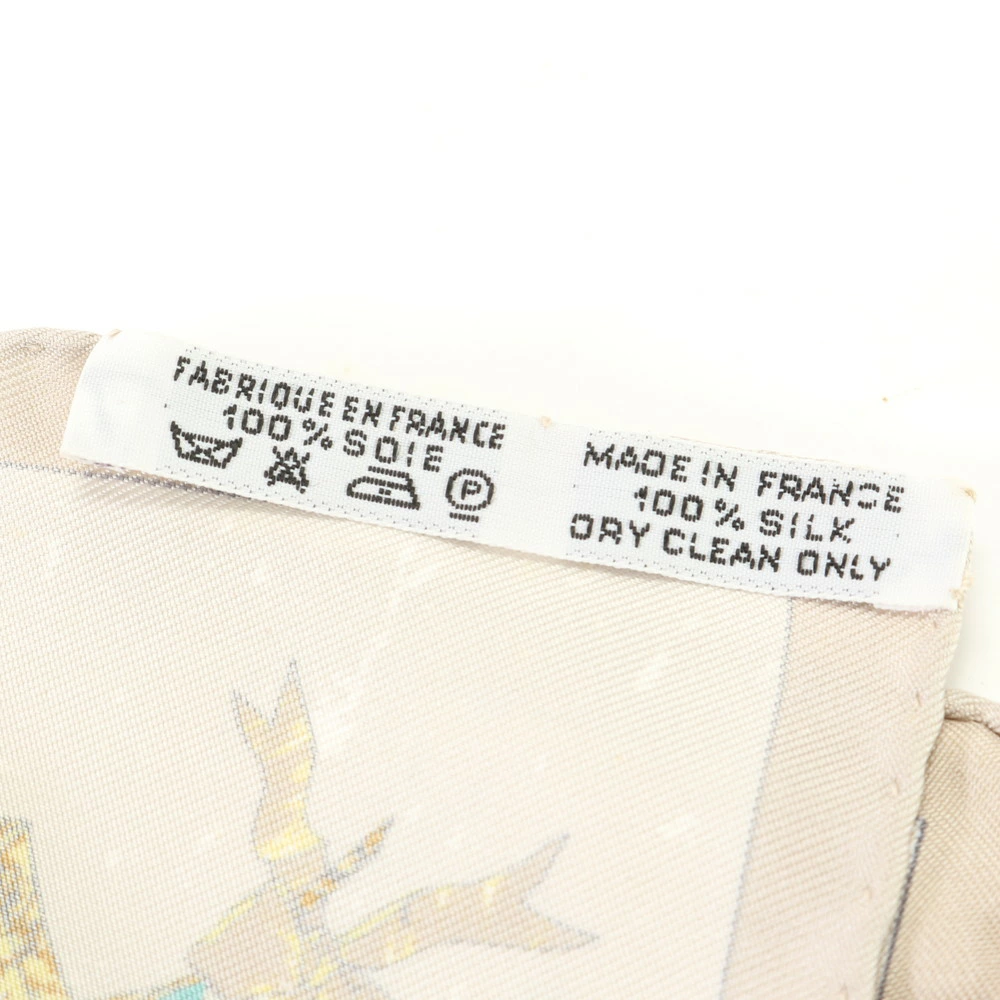 FABRIQUE EN FRANCE
100% SOIE
P
MADE IN FRANCE
100% SILK
DRY CLEAN ONLY